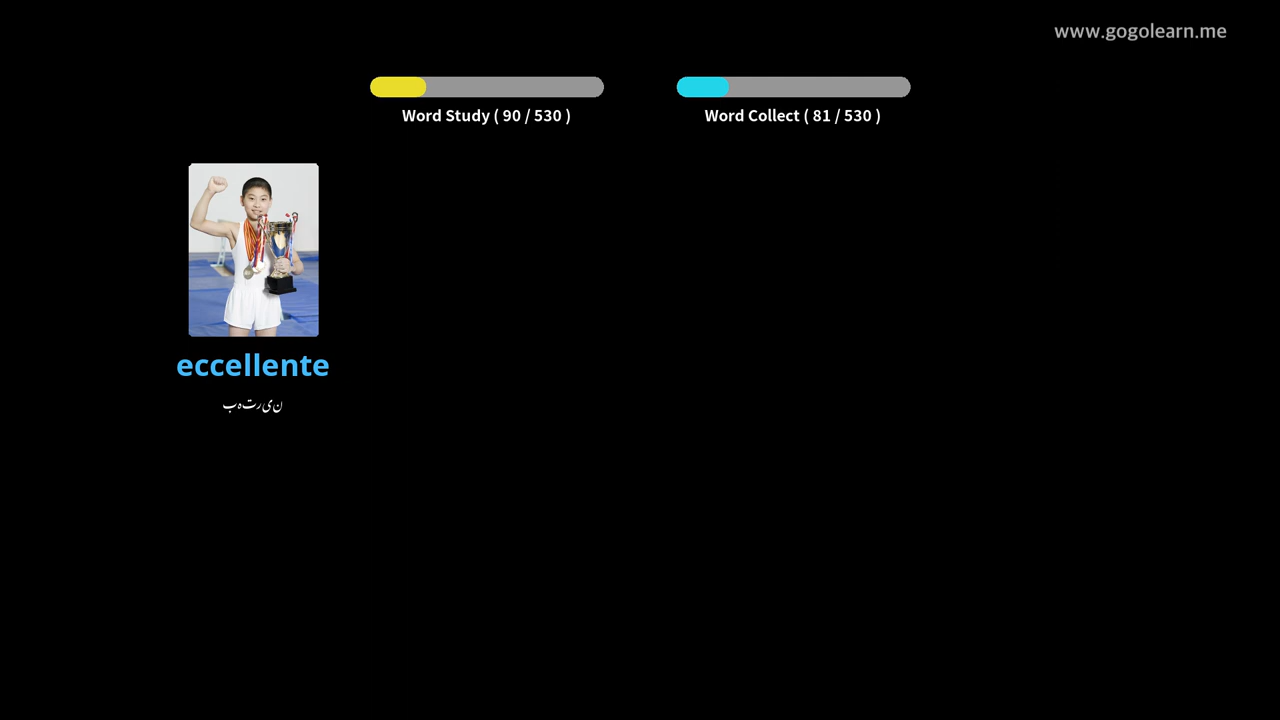 www.gogolearn.me
Word Study ( 90 / 530 )
Word Collect ( 81 / 530 )
eccellente
بہترین